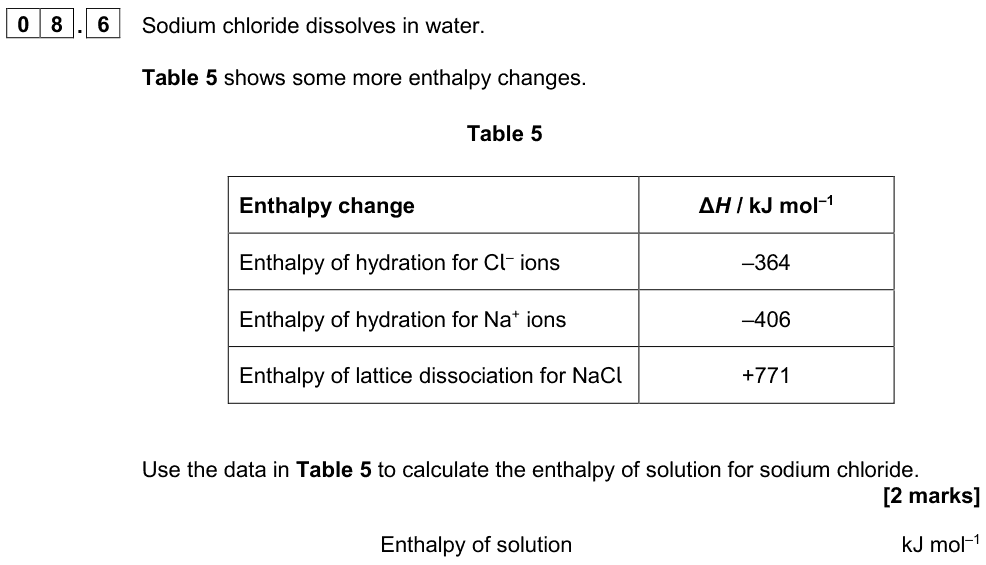 0 8 . 6 Sodium chloride dissolves in water.
Table 5 shows some more enthalpy changes.
Table 5
Enthalpy change ΔH / kJ mol⁻¹
Enthalpy of hydration for Cl⁻ ions –364
Enthalpy of hydration for Na⁺ ions –406
Enthalpy of lattice dissociation for NaCl +771
Use the data in Table 5 to calculate the enthalpy of solution for sodium chloride.
[2 marks]
Enthalpy of solution kJ mol⁻¹